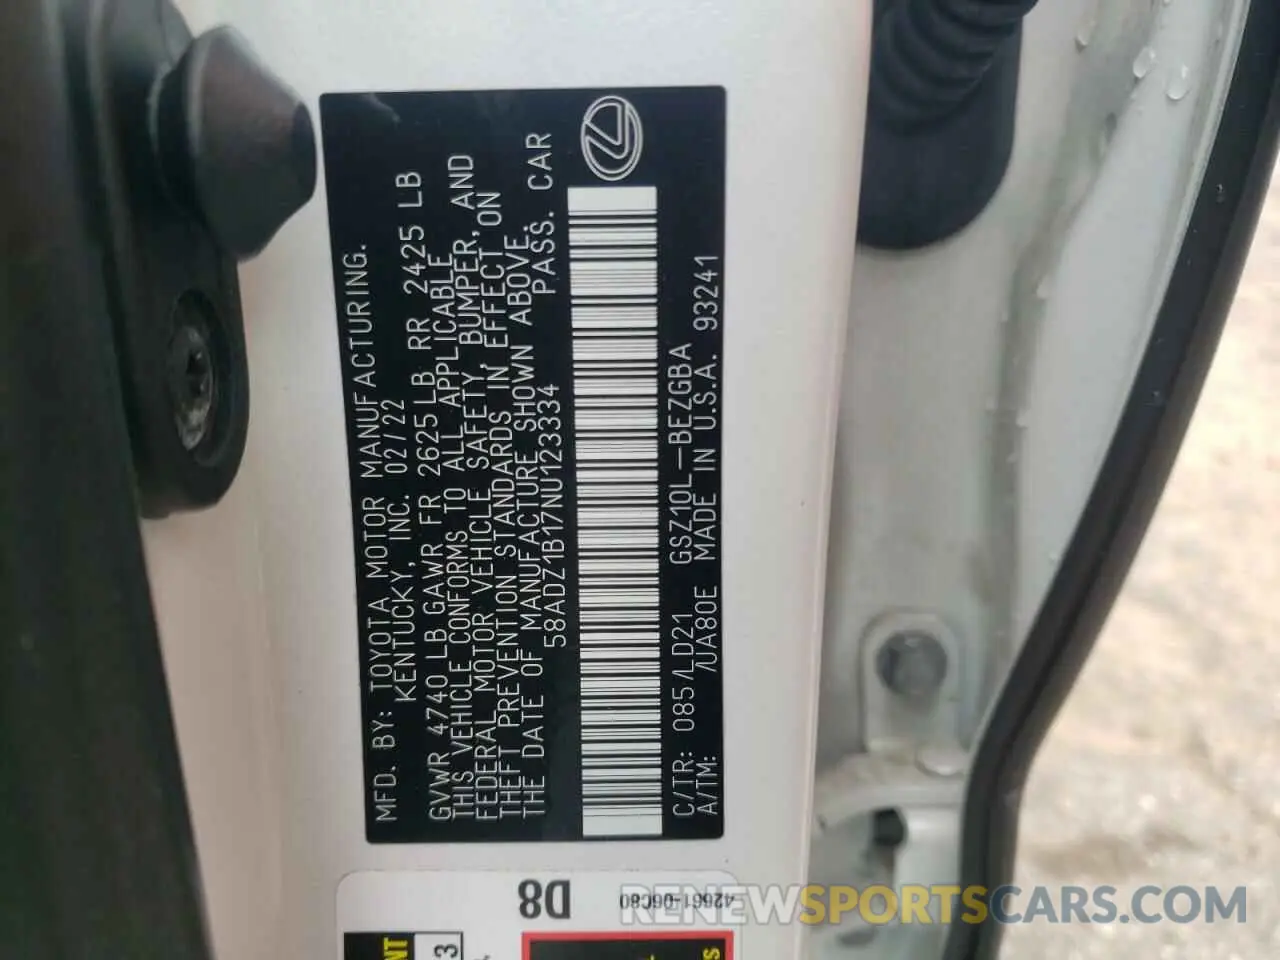 MFD. BY: TOYOTA MOTOR MANUFACTURING.
KENTUCKY, INC. 02/22
GVWR 4740 LB GAWR FR 2625 LB RR 2425 LB
THIS VEHICLE CONFORMS TO ALL APPLICABLE
FEDERAL MOTOR VEHICLE SAFETY, BUMPER, AND
THEFT PREVENTION STANDARDS IN EFFECT ON
THE DATE OF MANUFACTURE SHOWN ABOVE.
58ADZ1B17NU123334 PASS. CAR
C/TR: 085/LD21 GSZ10L-BEZGBA
A/TM: /UA80E MADE IN U.S.A. 93241
D8
42661-06C80
NT
3
RENEWSPORTSCARS.COM